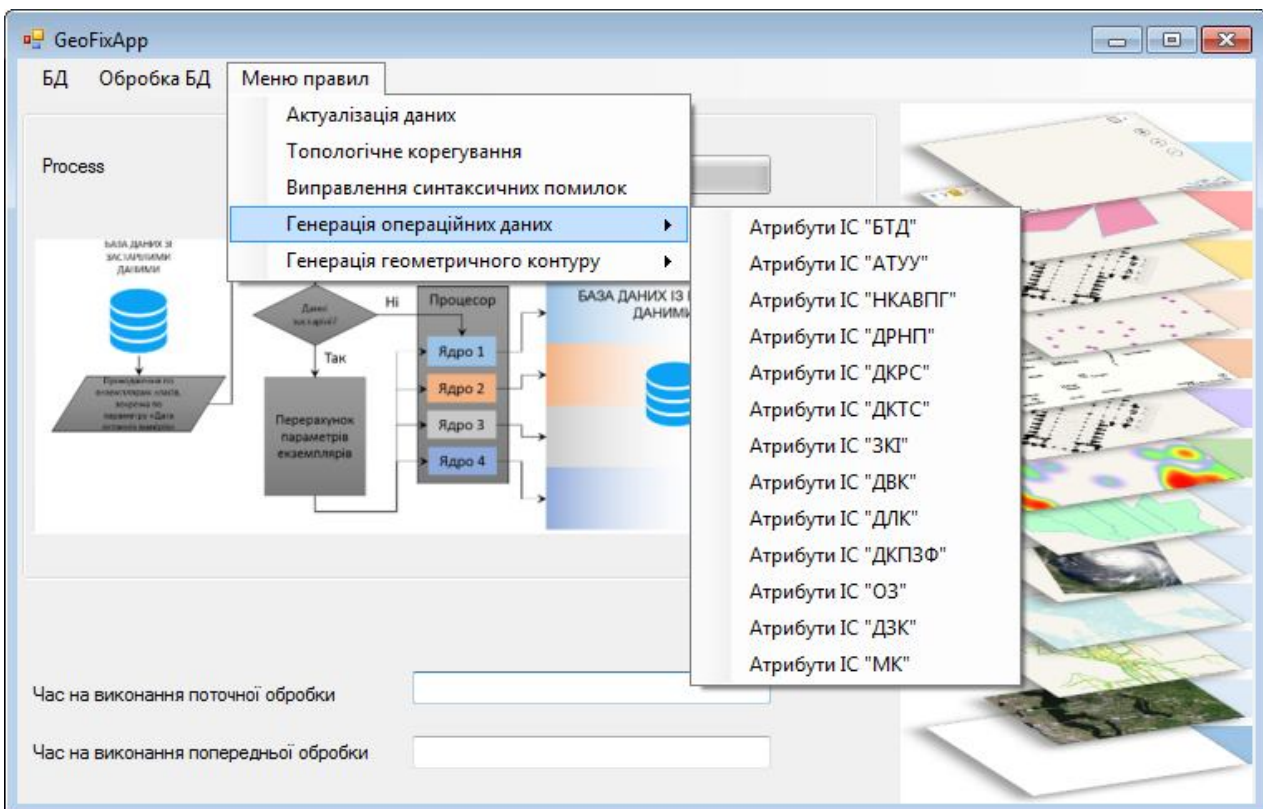 GeoFixApp
БД Обробка БД Меню правил
Актуалізація даних
Топологічне корегування
Виправлення синтаксичних помилок
Генерація операційних даних
Генерація геометричного контуру
Атрибути ІС "БТД"
Атрибути ІС "АТУУ"
Атрибути ІС "НКАВПГ"
Атрибути ІС "ДРНП"
Атрибути ІС "ДКРС"
Атрибути ІС "ДКТС"
Атрибути ІС "ЗКІ"
Атрибути ІС "ДВК"
Атрибути ІС "ДЛК"
Атрибути ІС "ДКПЗФ"
Атрибути ІС "ОЗ"
Атрибути ІС "ДЗК"
Атрибути ІС "МК"
Process
БАЗА ДАНИХ ЗІ
ЗАСТАРІЛИМИ
ДАНИМИ
Дані
застарілі?
Ні
Так
Перерахунок
параметрів
екземплярів
Процесор
Ядро 1
Ядро 2
Ядро 3
Ядро 4
БАЗА ДАНИХ ІЗ
ДАНИМИ
Час на виконання поточної обробки
Час на виконання попередньої обробки